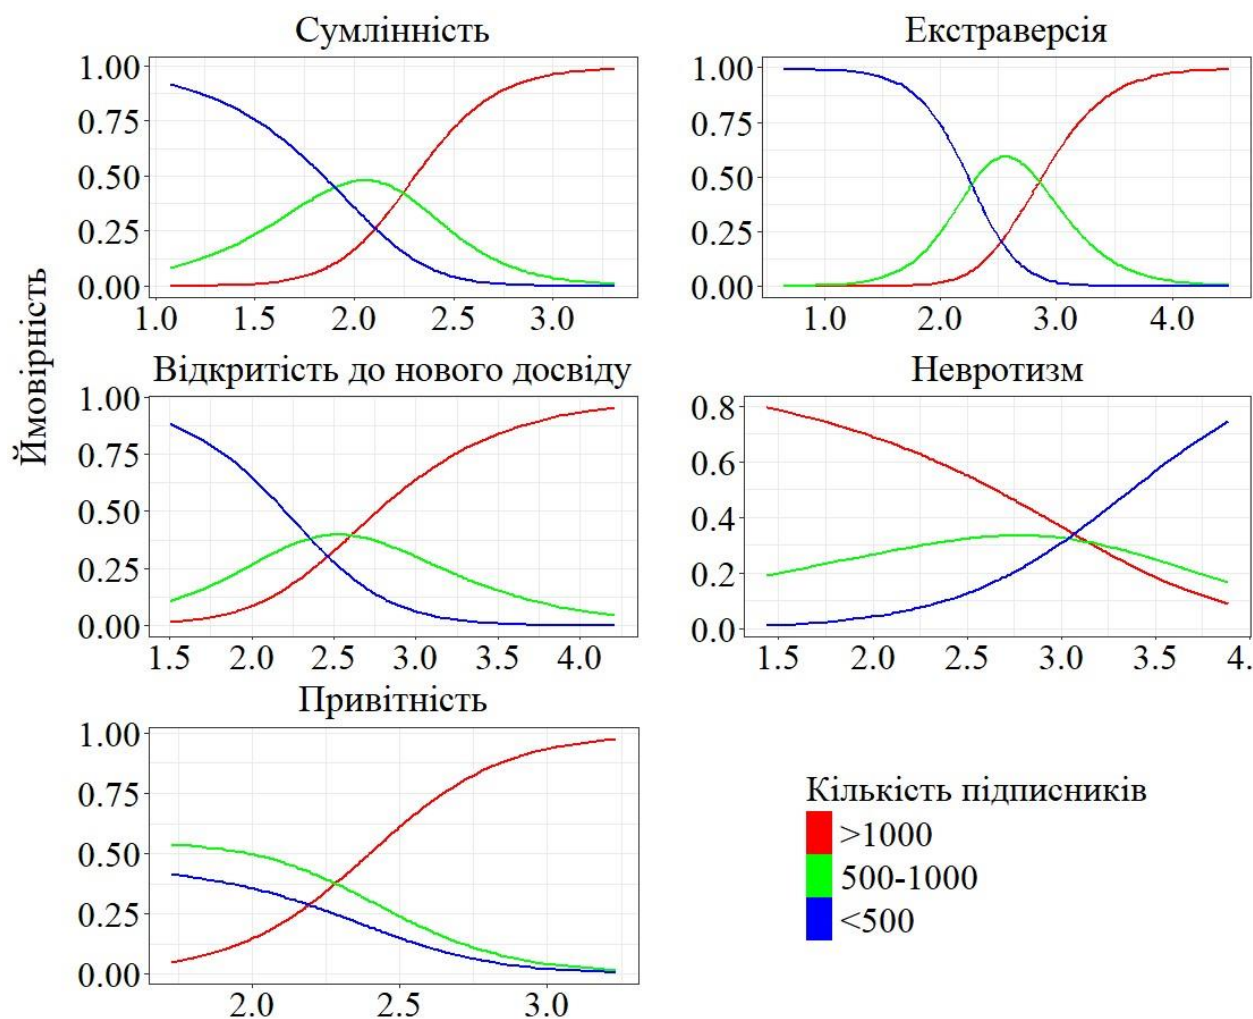 Сумлінність
Екстраверсія
1.00
0.75
0.50
0.25
0.00
1.0 1.5 2.0 2.5 3.0
1.00
0.75
0.50
0.25
0.00
1.0 2.0 3.0 4.0
Ймовірність
Відкритість до нового досвіду
Невротизм
1.00
0.75
0.50
0.25
0.00
1.5 2.0 2.5 3.0 3.5 4.0
0.8
0.6
0.4
0.2
0.0
1.5 2.0 2.5 3.0 3.5 4.
Привітність
1.00
0.75
0.50
0.25
0.00
2.0 2.5 3.0
Кількість підписників
>1000
500-1000
<500